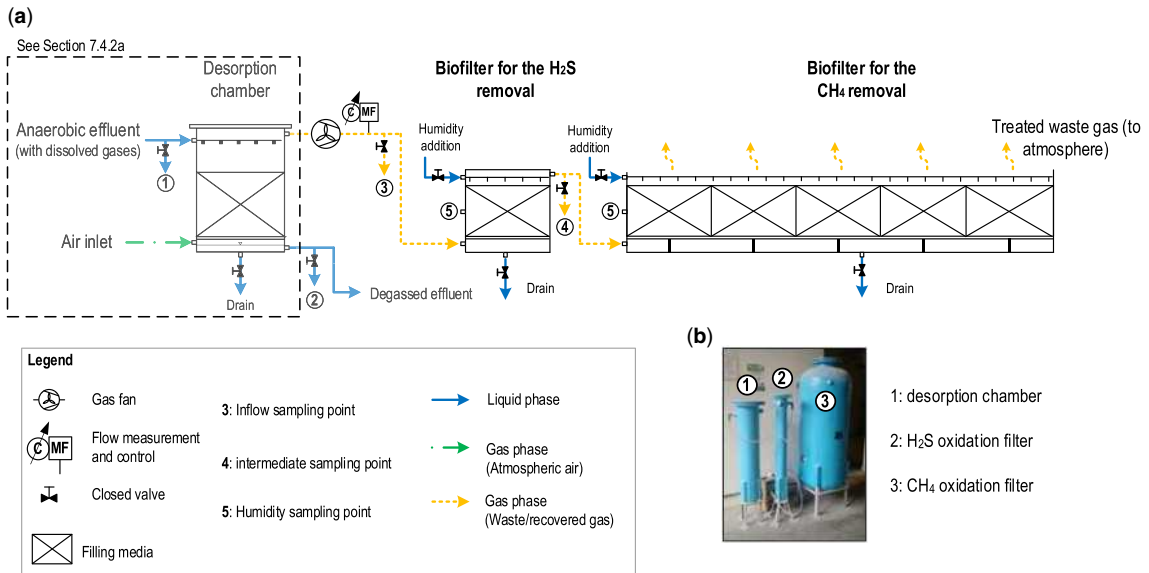 (a)
See Section 7.4.2a
Desorption
chamber
Biofilter for the H2S
removal
Biofilter for the
CH4 removal
Anaerobic effluent
(with dissolved gases)
1
C MF
3
Humidity
addition
Humidity
addition
Treated waste gas (to
atmosphere)
5
4
5
Air inlet
Drain
2
Degassed effluent
Drain
Drain
Legend
Gas fan
C MF
Flow measurement
and control
Closed valve
Filling media
3: Inflow sampling point
4: intermediate sampling point
5: Humidity sampling point
Liquid phase
Gas phase
(Atmospheric air)
Gas phase
(Waste/recovered gas)
(b)
1
2
3
1: desorption chamber
2: H2S oxidation filter
3: CH4 oxidation filter